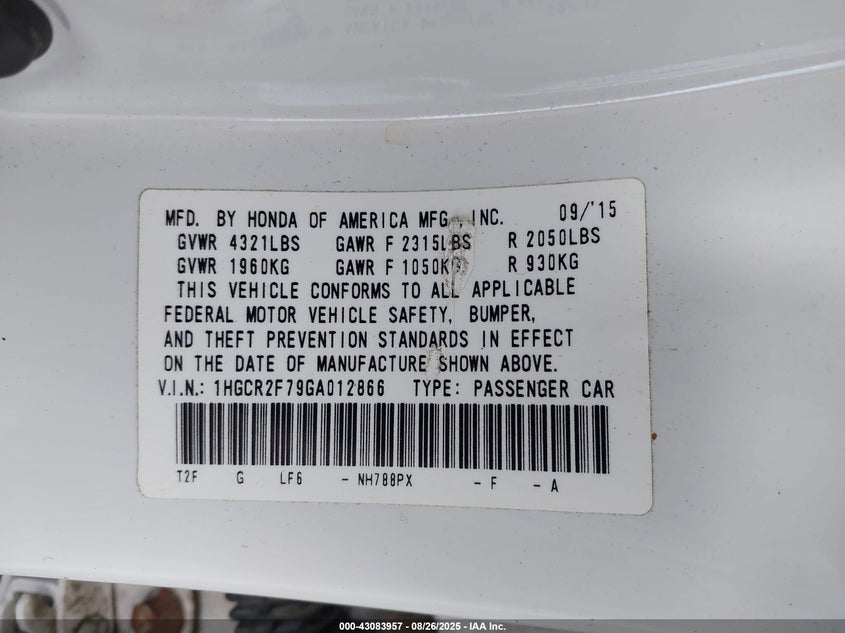 MFD. BY HONDA OF AMERICA MFG., INC. 09/'15
GVWR 4321LBS GAWR F 2315LBS R 2050LBS
GVWR 1960KG GAWR F 1050KG R 930KG
THIS VEHICLE CONFORMS TO ALL APPLICABLE
FEDERAL MOTOR VEHICLE SAFETY, BUMPER,
AND THEFT PREVENTION STANDARDS IN EFFECT
ON THE DATE OF MANUFACTURE SHOWN ABOVE.
V.I.N.: 1HGCR2F79GA012866 TYPE: PASSENGER CAR
T2F G LF6 - NH788PX - F - A
000-43083957 - 08/26/2025 - IAA Inc.